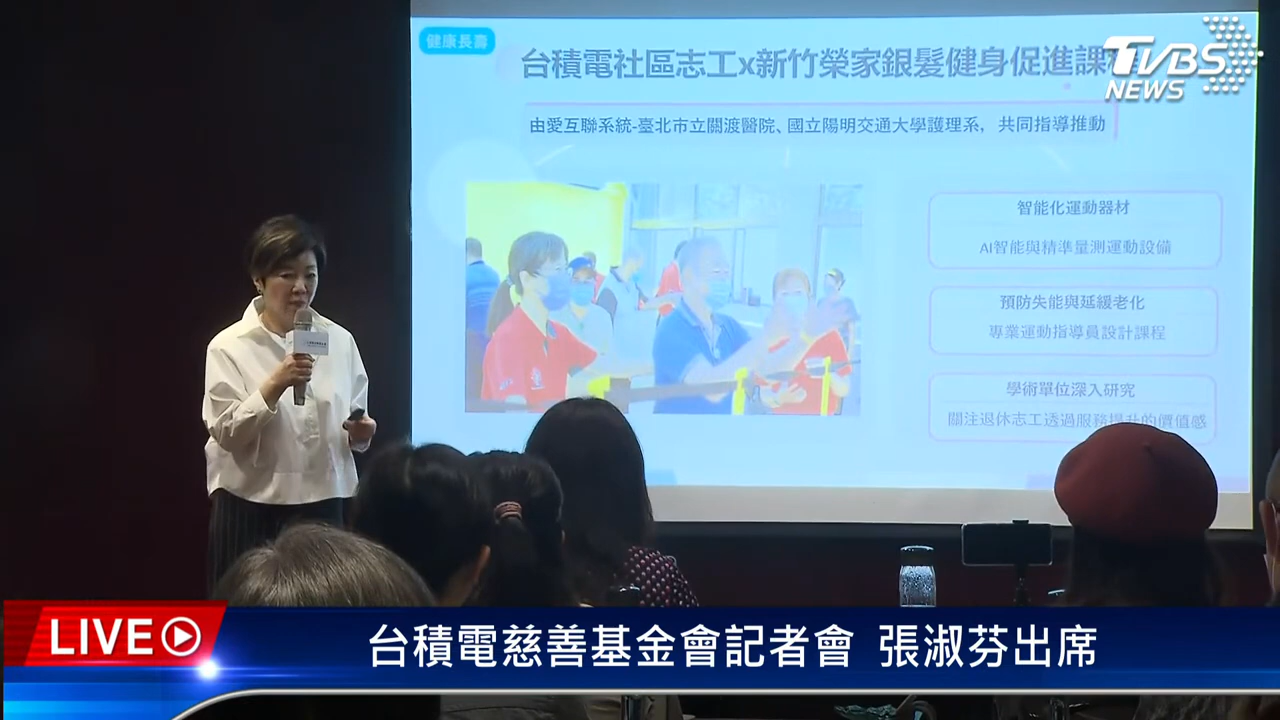 健康長壽
台積電社區志工x新竹榮家銀髮健身促進課
TVBS
NEWS
由愛互聯系統-臺北市立關渡醫院、國立陽明交通大學護理系，共同指導推動
智能化運動器材
AI智能與精準量測運動設備
預防失能與延緩老化
專業運動指導員設計課程
學術單位深入研究
關注退休志工透過服務提升的價值感
LIVE
台積電慈善基金會記者會 張淑芬出席